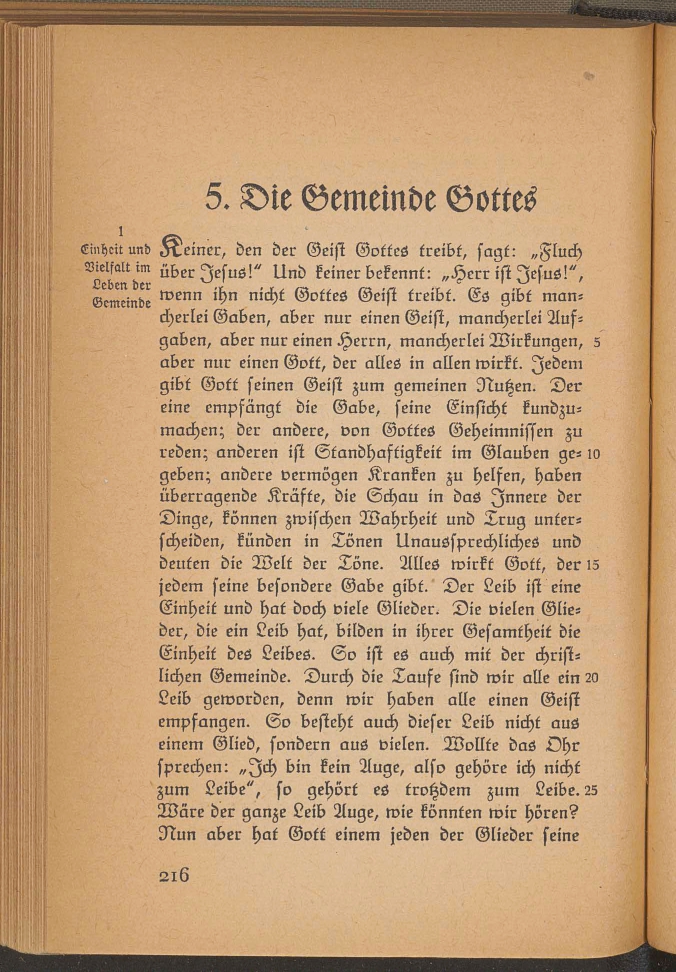 5. Die Gemeinde Gottes
1
Einheit und
Vielfalt im
Leben der
Gemeinde
Keiner, den der Geist Gottes treibt, sagt: „Fluch
über Jesus!“ Und keiner bekennt: „Herr ist Jesus!“,
wenn ihn nicht Gottes Geist treibt. Es gibt man-
cherlei Gaben, aber nur einen Geist, mancherlei Auf-
gaben, aber nur einen Herrn, mancherlei Wirkungen, 5
aber nur einen Gott, der alles in allen wirkt. Jedem
gibt Gott seinen Geist zum gemeinen Nutzen. Der
eine empfängt die Gabe, seine Einsicht kundzu-
machen; der andere, von Gottes Geheimnissen zu
reden; anderen ist Standhaftigkeit im Glauben ge- 10
geben; andere vermögen Kranken zu helfen, haben
überragende Kräfte, die Schau in das Innere der
Dinge, können zwischen Wahrheit und Trug unter-
scheiden, künden in Tönen Unaussprechliches und
deuten die Welt der Töne. Alles wirkt Gott, der 15
jedem seine besondere Gabe gibt. Der Leib ist eine
Einheit und hat doch viele Glieder. Die vielen Glie-
der, die ein Leib hat, bilden in ihrer Gesamtheit die
Einheit des Leibes. So ist es auch mit der christ-
lichen Gemeinde. Durch die Taufe sind wir alle ein 20
Leib geworden, denn wir haben alle einen Geist
empfangen. So besteht auch dieser Leib nicht aus
einem Glied, sondern aus vielen. Wollte das Ohr
sprechen: „Ich bin kein Auge, also gehöre ich nicht
zum Leibe“, so gehört es trotzdem zum Leibe. 25
Wäre der ganze Leib Auge, wie könnten wir hören?
Nun aber hat Gott einem jeden der Glieder seine
216